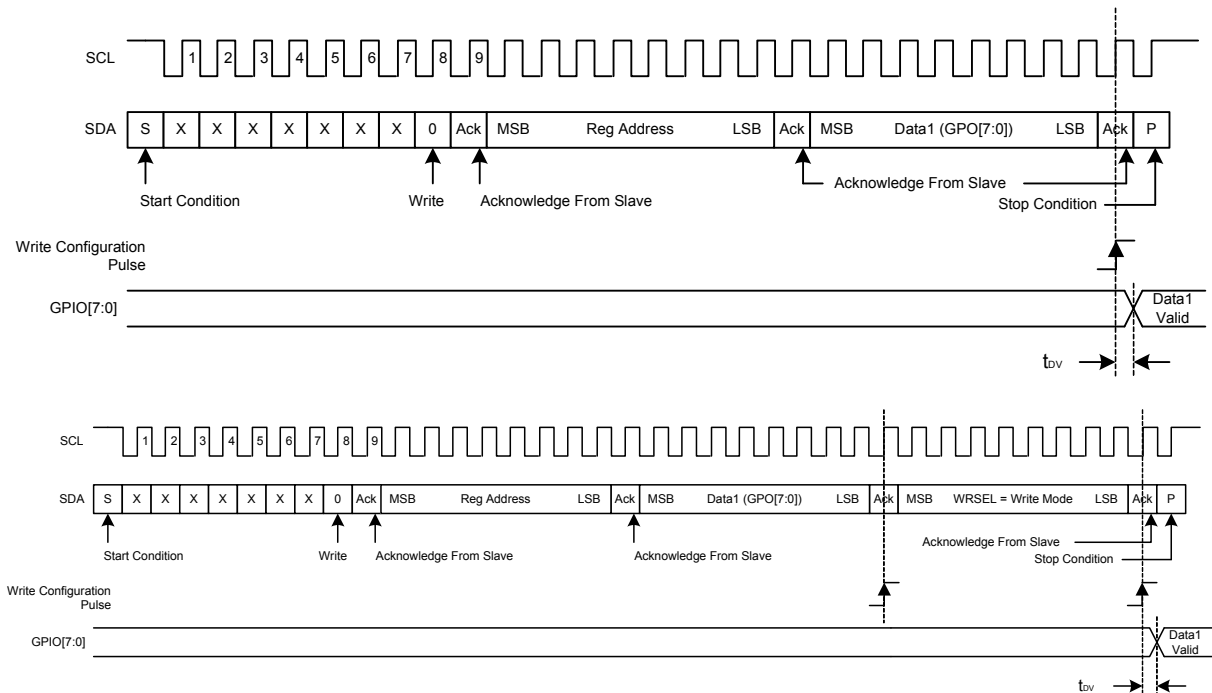 SCL 1 2 3 4 5 6 7 8 9
SDA S X X X X X X X 0 Ack MSB Reg Address LSB Ack MSB Data1 (GPO[7:0]) LSB Ack P
Start Condition Write Acknowledge From Slave Acknowledge From Slave
Stop Condition
Write Configuration
Pulse
GPIO[7:0] Data1
Valid
tDV
SCL 1 2 3 4 5 6 7 8 9
SDA S X X X X X X X 0 Ack MSB Reg Address LSB Ack MSB Data1 (GPO[7:0]) LSB Ack MSB WRSEL = Write Mode LSB Ack P
Acknowledge From Slave
Start Condition Write Acknowledge From Slave Acknowledge From Slave Stop Condition
Write Configuration
Pulse
GPIO[7:0] Data1
Valid
tDV